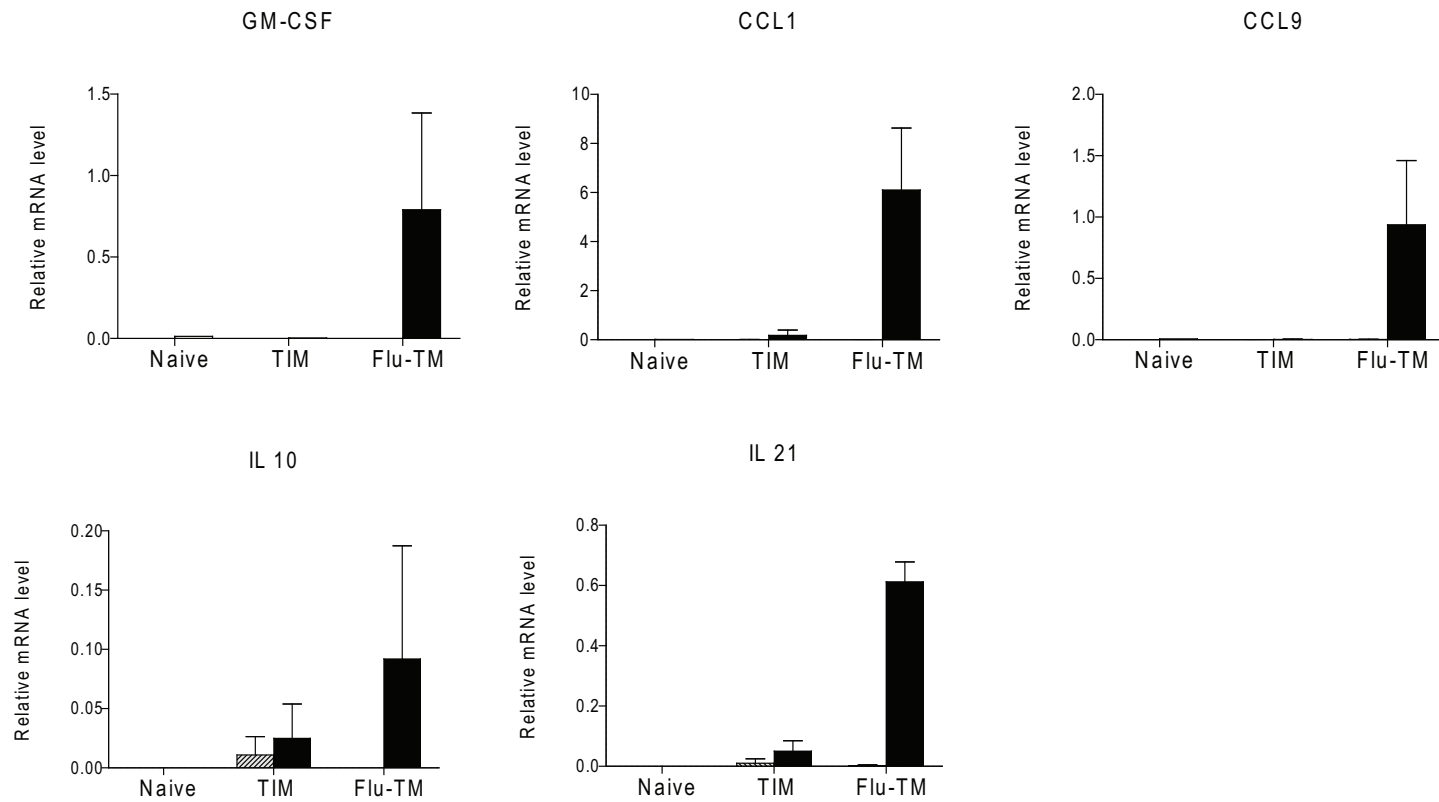 GM-CSF
Relative mRNA level
1.5
1.0
0.5
0.0
Naive TIM Flu-TM
CCL1
Relative mRNA level
10
8
6
4
2
0
Naive TIM Flu-TM
CCL9
Relative mRNA level
2.0
1.5
1.0
0.5
0.0
Naive TIM Flu-TM
IL 10
Relative mRNA level
0.20
0.15
0.10
0.05
0.00
Naive TIM Flu-TM
IL 21
Relative mRNA level
0.8
0.6
0.4
0.2
0.0
Naive TIM Flu-TM